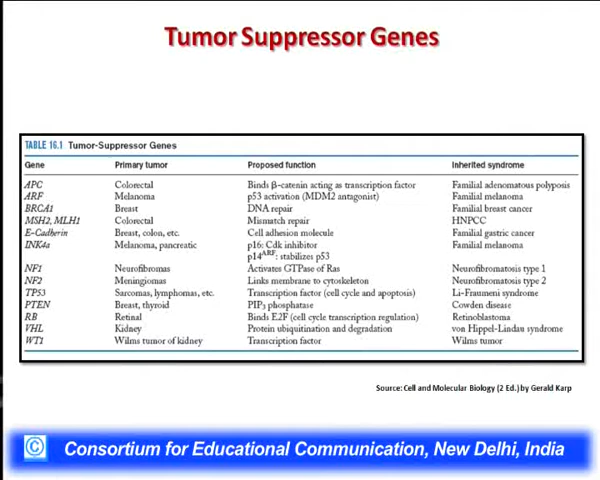 Tumor Suppressor Genes
TABLE 16.1 Tumor-Suppressor Genes
Gene Primary tumor Proposed function Inherited syndrome
APC Colorectal Binds β-catenin acting as transcription factor Familial adenomatous polyposis
ARF Melanoma p53 activation (MDM2 antagonist) Familial melanoma
BRCA1 Breast DNA repair Familial breast cancer
MSH2, MLH1 Colorectal Mismatch repair HNPCC
E-Cadherin Breast, colon, etc. Cell adhesion molecule Familial gastric cancer
INK4a Melanoma, pancreatic p16: Cdk inhibitor Familial melanoma
p14ARF: stabilizes p53
NF1 Neurofibromas Activates GTPase of Ras Neurofibromatosis type 1
NF2 Meningiomas Links membrane to cytoskeleton Neurofibromatosis type 2
TP53 Sarcomas, lymphomas, etc. Transcription factor (cell cycle and apoptosis) Li-Fraumeni syndrome
PTEN Breast, thyroid PIP3 phosphatase Cowden disease
RB Retinal Binds E2F (cell cycle transcription regulation) Retinoblastoma
VHL Kidney Protein ubiquitination and degradation von Hippel-Lindau syndrome
WT1 Wilms tumor of kidney Transcription factor Wilms tumor
Source: Cell and Molecular Biology (2 Ed.) by Gerald Karp
© Consortium for Educational Communication, New Delhi, India